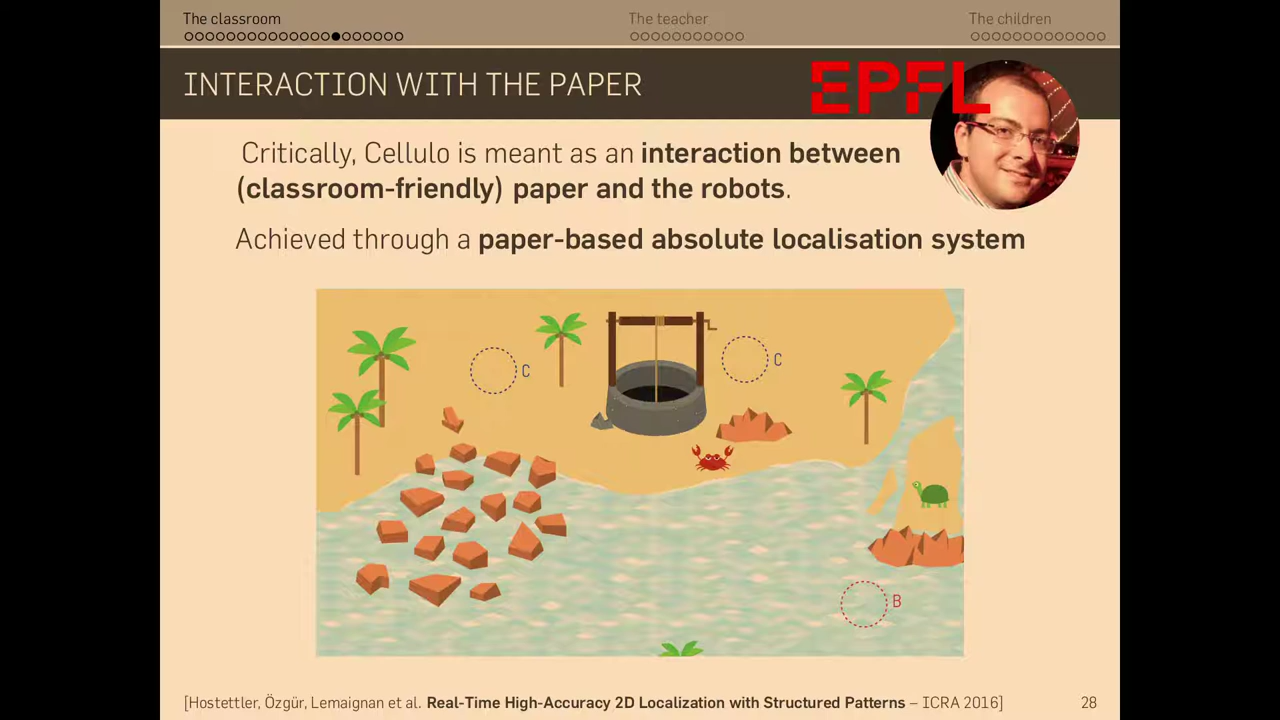 The classroom
The teacher
The children
INTERACTION WITH THE PAPER
EPFL
Critically, Cellulo is meant as an interaction between
(classroom-friendly) paper and the robots.
Achieved through a paper-based absolute localisation system
C
C
B
[Hostettler, Özgür, Lemaignan et al. Real-Time High-Accuracy 2D Localization with Structured Patterns – ICRA 2016]
28